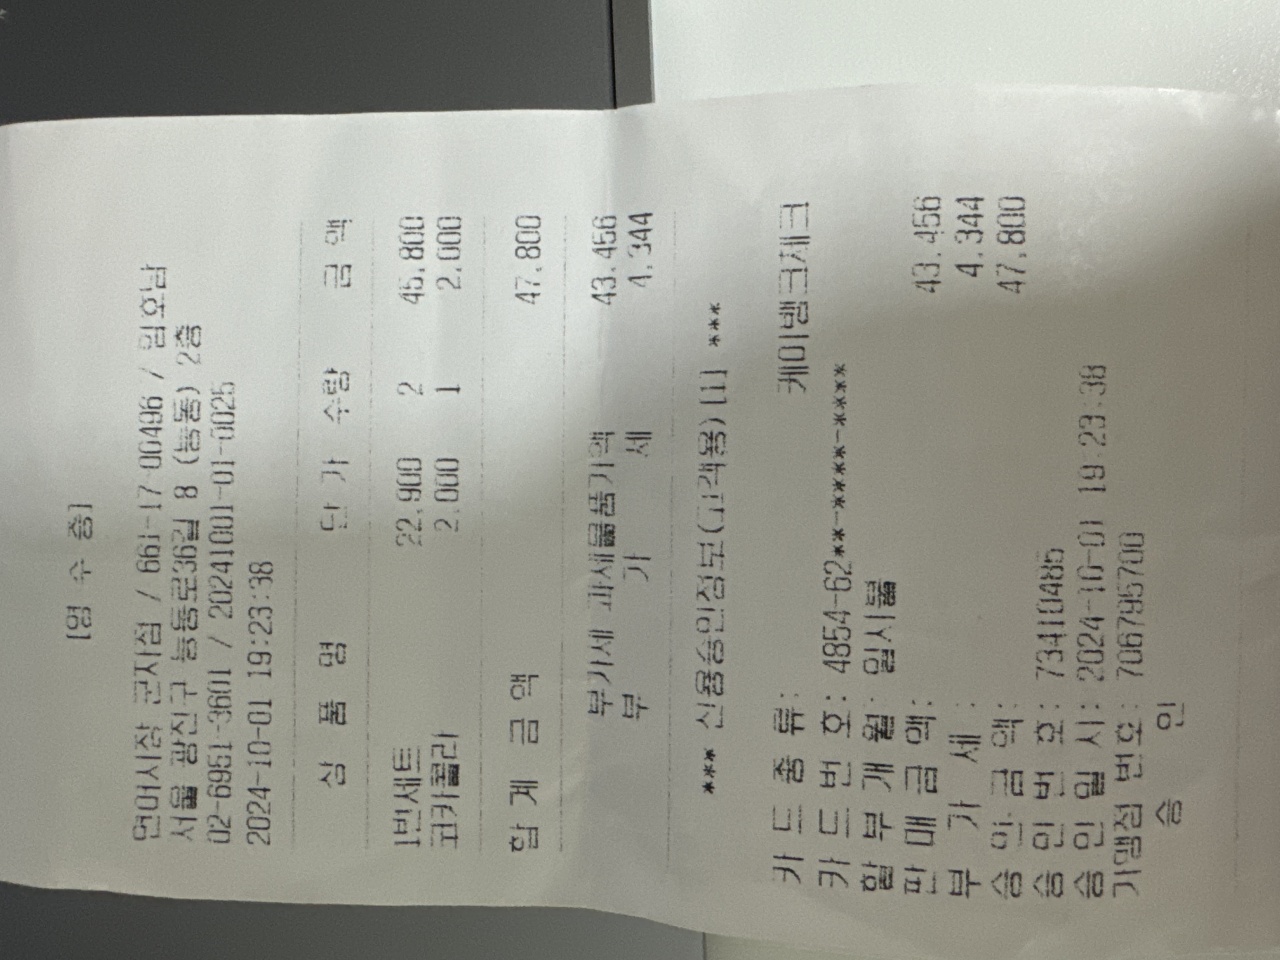 [영 수 증]
연어시장 군자점 / 661-17-00496 / 임호남
서울 광진구 능동로36길 8 (능동) 2층
02-6951-3601 / 20241001-01-0025
2024-10-01 19:23:38
상 품 명 단 가 수량 금 액
1번세트 22,900 2 45,800
코카콜라 2,000 1 2,000
합 계 금 액 47,800
부가세 과세물품가액 43,456
부 가 세 4,344
*** 신용승인정보(고객용) [1] ***
카 드 종 류: 케이뱅크체크
카 드 번 호: 4854-62**-****-****
할 부 개 월: 일시불
판 매 금 액: 43,456
부 가 세 : 4,344
승 인 금 액: 47,800
승 인 번 호: 73410485
승 인 일 시: 2024-10-01 19:23:38
가맹점 번호: 706795700
승 인